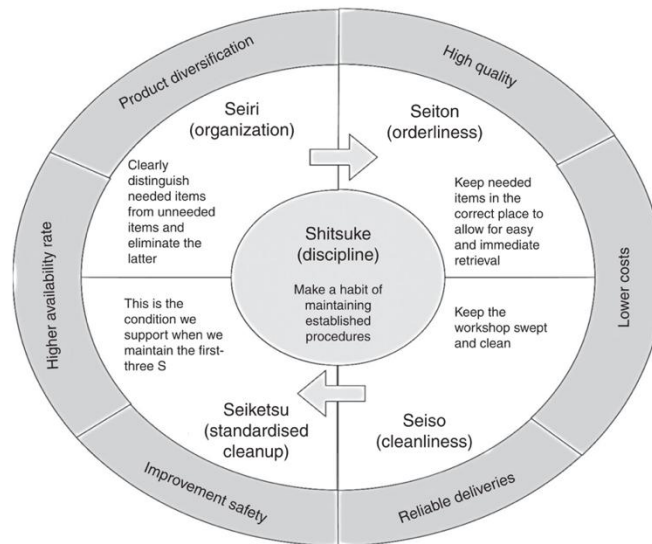 Product diversification
High quality
Seiri
(organization)
Clearly
distinguish
needed items
from unneeded
items and
eliminate the
latter
Seiton
(orderliness)
Keep needed
items in the
correct place to
allow for easy
and immediate
retrieval
Shitsuke
(discipline)
Make a habit of
maintaining
established
procedures
Higher availability rate
Lower costs
This is the
condition we
support when we
maintain the first-
three S
Seiketsu
(standardised
cleanup)
Keep the
workshop swept
and clean
Seiso
(cleanliness)
Improvement safety
Reliable deliveries